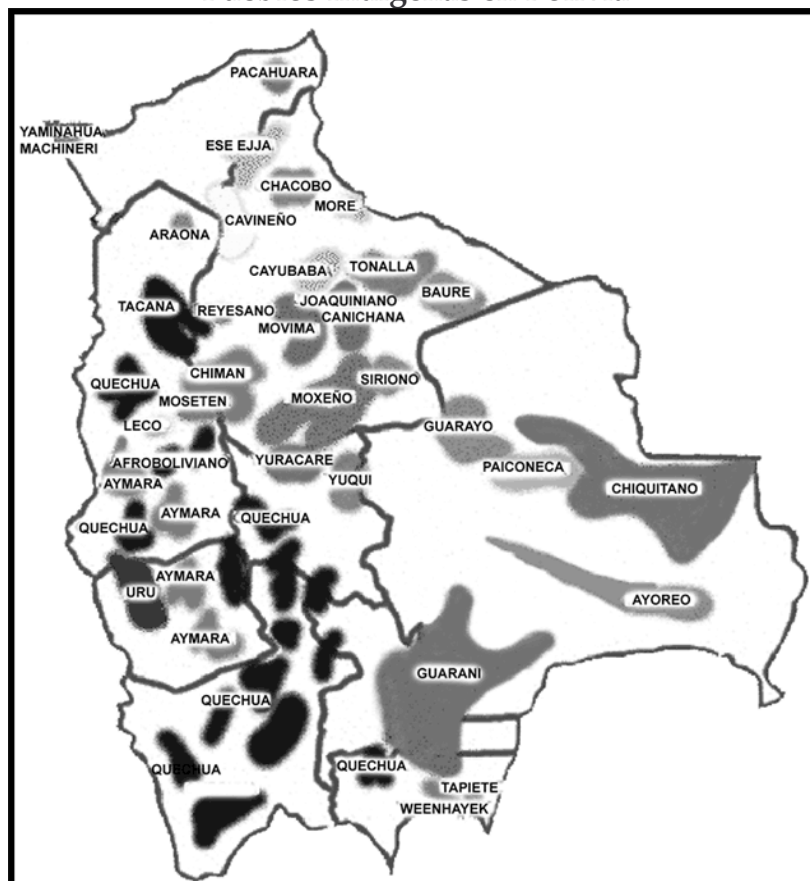 PACAHUARA
YAMINAHUA
MACHINERI
ESE EJJA
CHACOBO
MORE
CAVINEÑO
ARAONA
CAYUBABA
TONALLA
BAURE
TACANA
REYESANO
JOAQUINIANO
MOVIMA
CANICHANA
QUECHUA
CHIMAN
SIRIONO
MOSETEN
MOXEÑO
LECO
GUARAYO
AFROBOLIVIANO
YURACARE
PAICONECA
AYMARA
YUQUI
CHIQUITANO
QUECHUA
AYMARA
QUECHUA
URU
AYMARA
AYOREO
AYMARA
GUARANI
QUECHUA
QUECHUA
QUECHUA
TAPIETE
WEENHAYEK